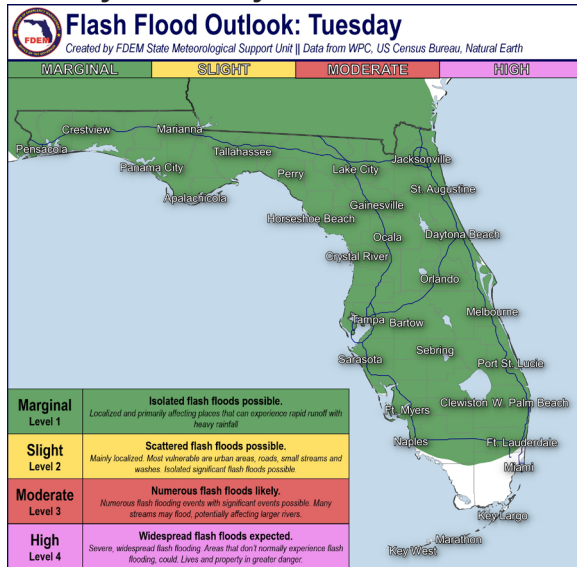 Flash Flood Outlook: Tuesday
FDEM
Created by FDEM State Meteorological Support Unit || Data from WPC, US Census Bureau, Natural Earth
MARGINAL SLIGHT MODERATE HIGH
Crestview
Marianna
Pensacola
Tallahassee
Jacksonville
Panama City
Perry
Lake City
Apalachicola
St. Augustine
Gainesville
Horseshoe Beach
Ocala
Daytona Beach
Crystal River
Orlando
Tampa
Bartow
Melbourne
Sarasota
Sebring
Port St. Lucie
Ft. Myers
Clewiston
W. Palm Beach
Naples
Ft. Lauderdale
Miami
Key Largo
Marathon
Key West
Marginal
Level 1
Isolated flash floods possible.
Localized and primarily affecting places that can experience rapid runoff with
heavy rainfall
Slight
Level 2
Scattered flash floods possible.
Mainly localized. Most vulnerable are urban areas, roads, small streams and
washes. Isolated significant flash floods possible
Moderate
Level 3
Numerous flash floods likely.
Numerous flash flooding events with significant events possible. Many
streams may flood, potentially affecting larger rivers.
High
Level 4
Widespread flash floods expected.
Severe, widespread flash flooding. Areas that don't normally experience flash
flooding, could. Lives and property in greater danger.